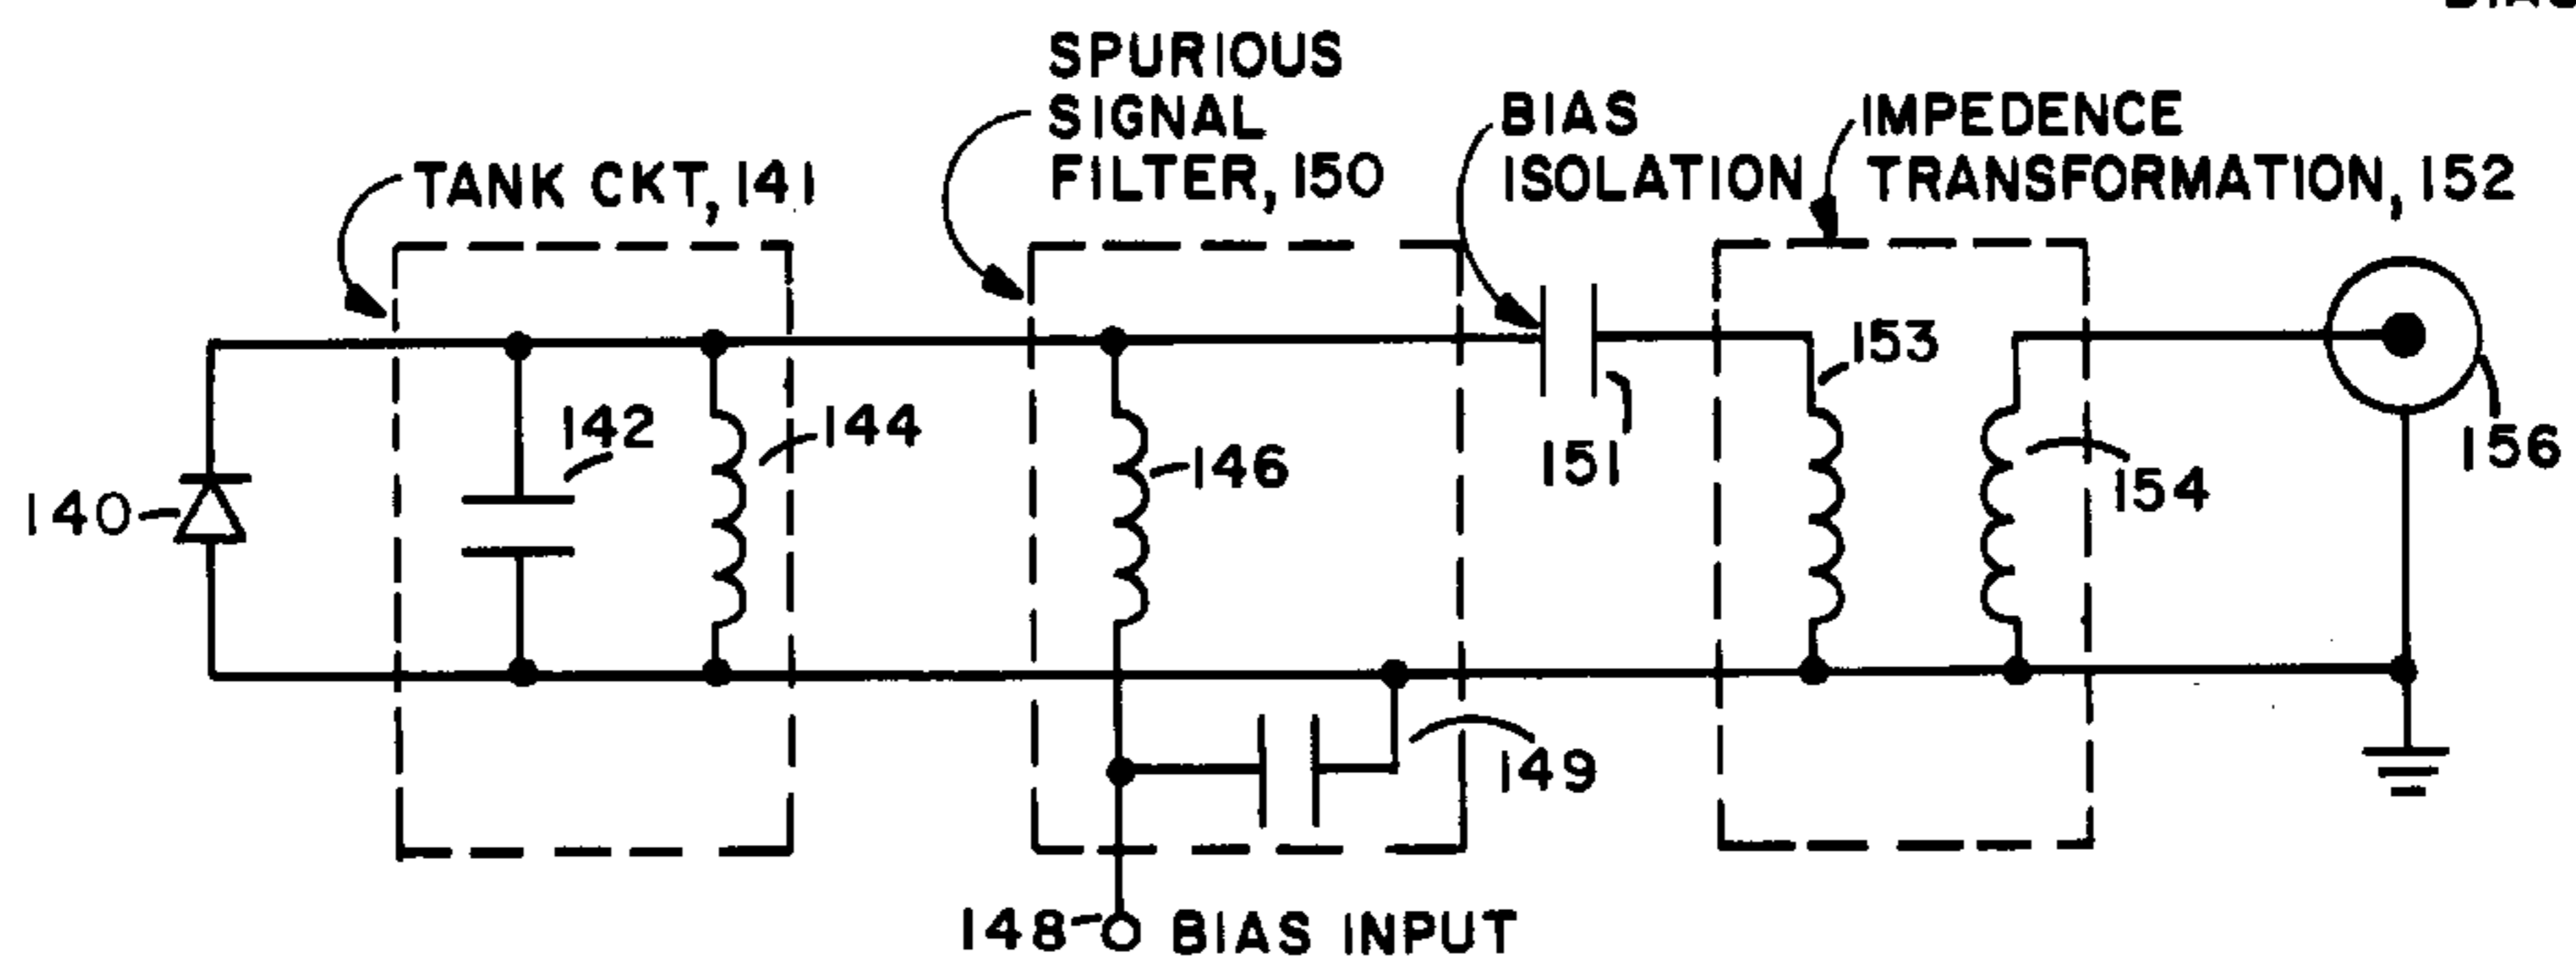 SPURIOUS
SIGNAL
FILTER, 150
BIAS
ISOLATION
IMPEDENCE
TRANSFORMATION, 152
TANK CKT, 141
140
142
144
146
151
153
154
156
149
148
BIAS INPUT